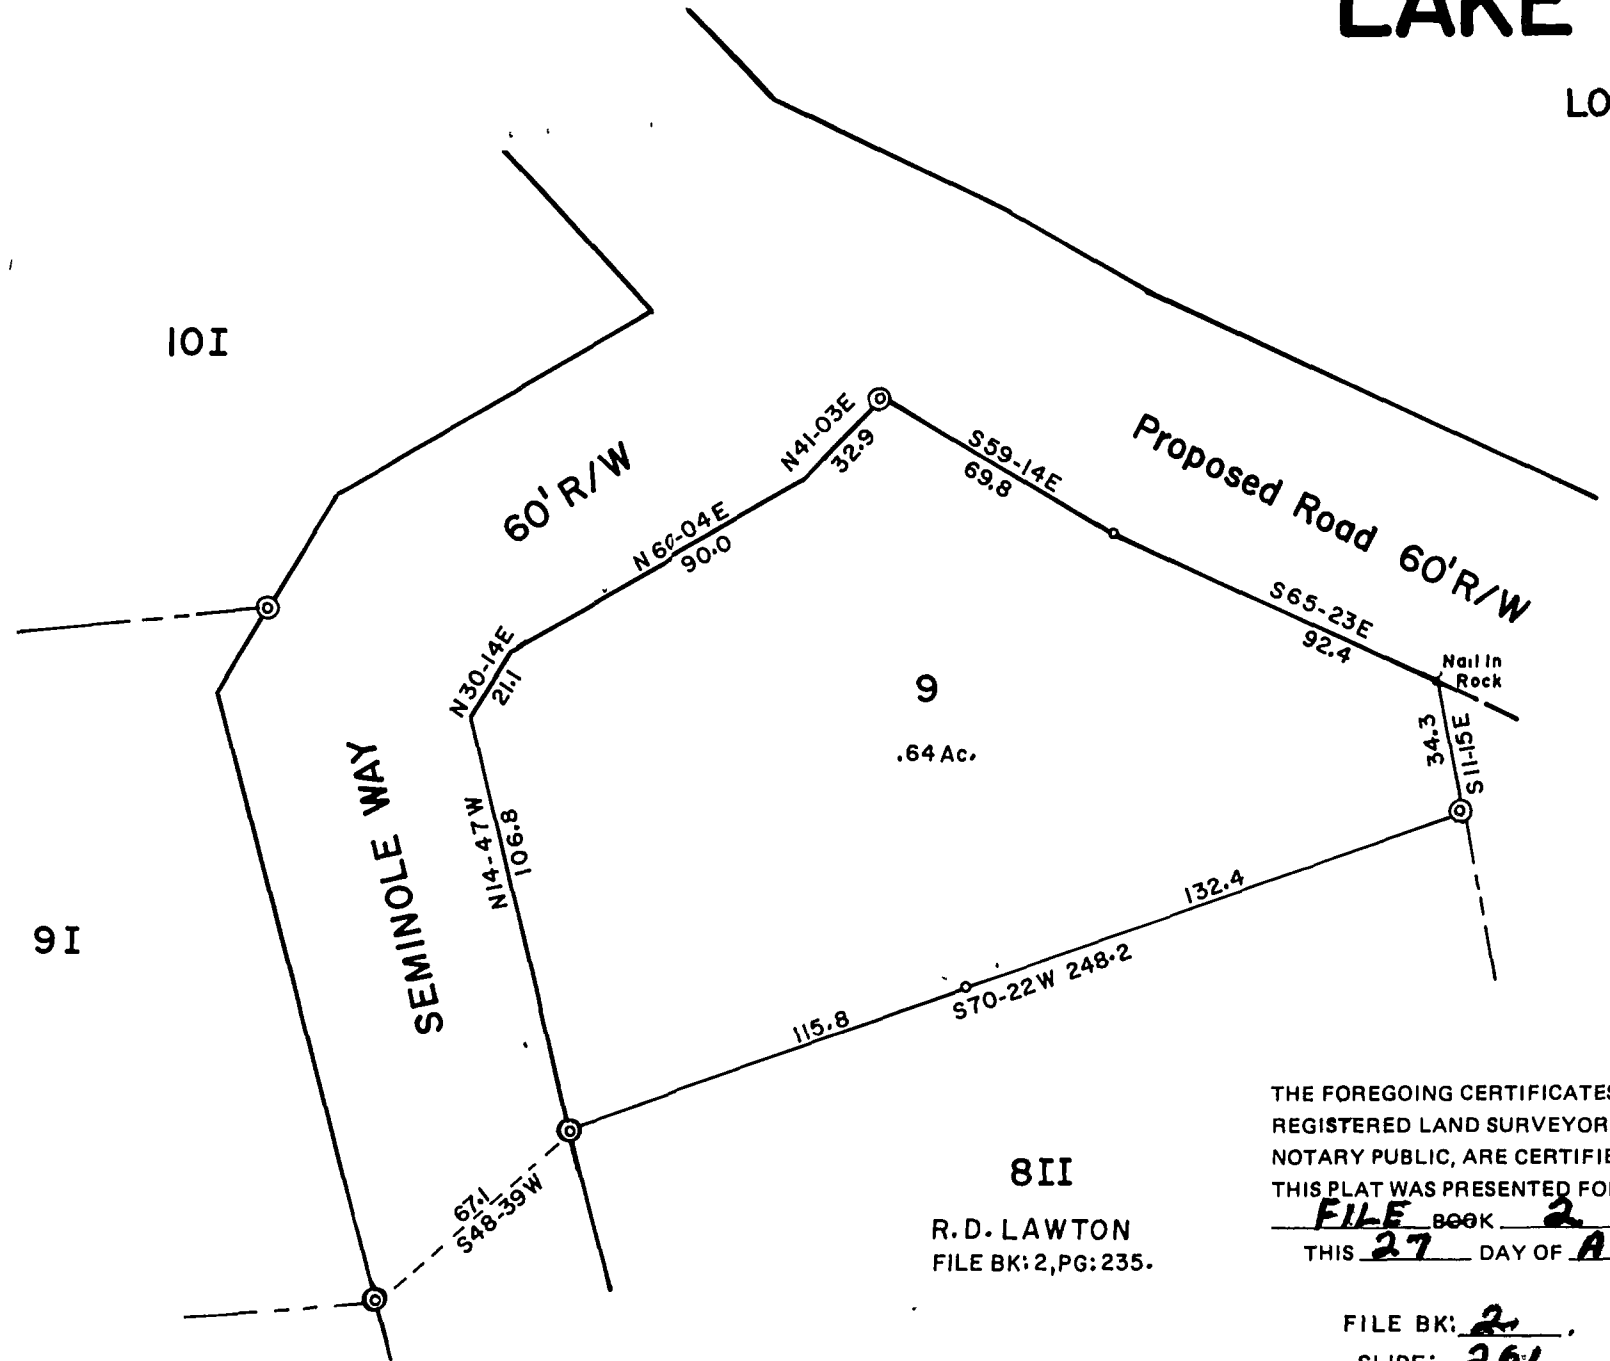 LAKE
LO
10I
N41-03E
32.9
S59-14E
69.8
Proposed Road 60' R/W
60' R/W
N60-04E
90.0
S65-23E
92.4
Nail In
Rock
N30-14E
21.1
9
.64 Ac.
34.3
S11-15E
SEMINOLE WAY
N14-47W
106.8
132.4
9I
S70-22W 248.2
115.8
67.1
S48-39W
8II
R.D. LAWTON
FILE BK: 2, PG: 235.
THE FOREGOING CERTIFICATES
REGISTERED LAND SURVEYOR
NOTARY PUBLIC, ARE CERTIFIE
THIS PLAT WAS PRESENTED FO
FILE BOOK 2
THIS 27 DAY OF A
FILE BK: 2.
SLIDE: 261